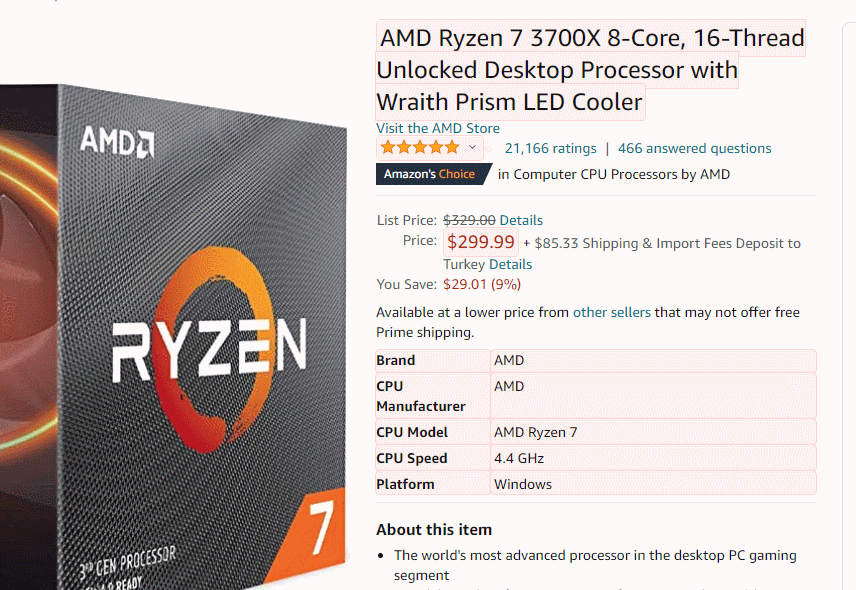 AMD Ryzen 7 3700X 8-Core, 16-Thread
Unlocked Desktop Processor with
Wraith Prism LED Cooler
Visit the AMD Store
21,166 ratings | 466 answered questions
Amazon's Choice in Computer CPU Processors by AMD
List Price: $329.00 Details
Price: $299.99 + $85.33 Shipping & Import Fees Deposit to
Turkey Details
You Save: $29.01 (9%)
Available at a lower price from other sellers that may not offer free
Prime shipping.
Brand AMD
CPU AMD
Manufacturer
CPU Model AMD Ryzen 7
CPU Speed 4.4 GHz
Platform Windows
About this item
• The world's most advanced processor in the desktop PC gaming
segment
AMD
RYZEN
7
3RD GEN PROCESSOR
READY